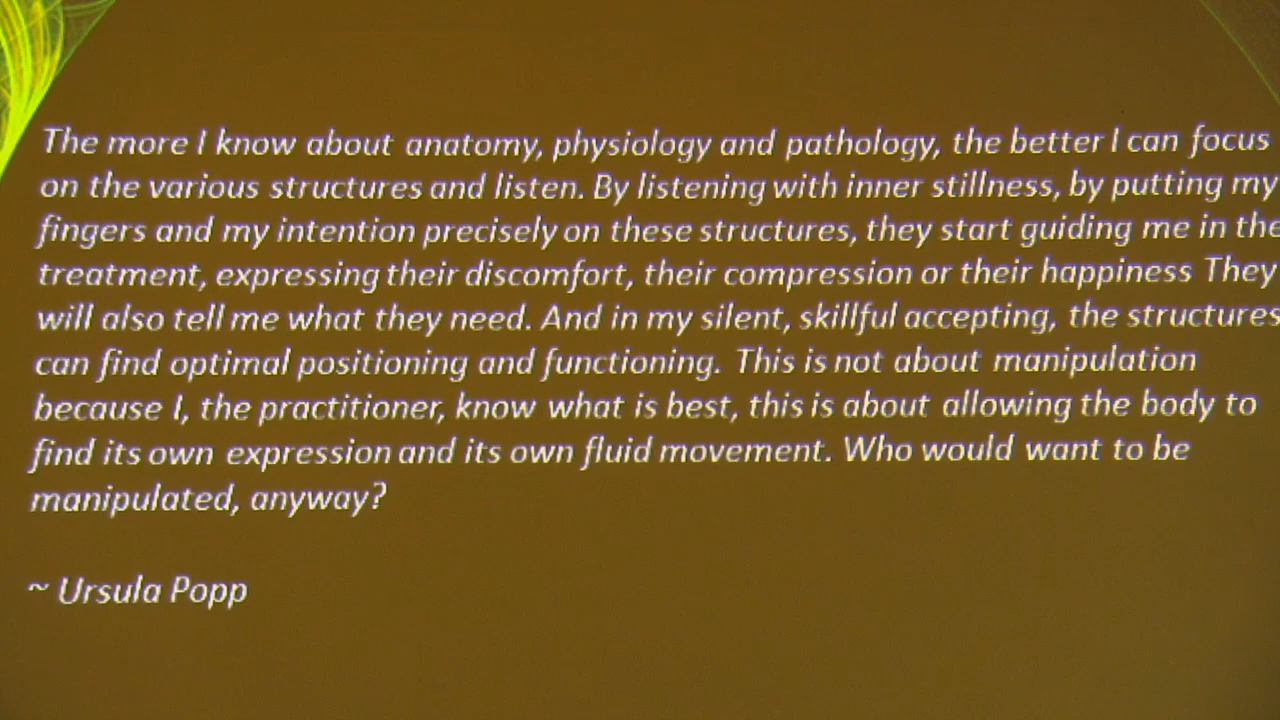 The more I know about anatomy, physiology and pathology, the better I can focus
on the various structures and listen. By listening with inner stillness, by putting my
fingers and my intention precisely on these structures, they start guiding me in the
treatment, expressing their discomfort, their compression or their happiness They
will also tell me what they need. And in my silent, skillful accepting, the structures
can find optimal positioning and functioning. This is not about manipulation
because I, the practitioner, know what is best, this is about allowing the body to
find its own expression and its own fluid movement. Who would want to be
manipulated, anyway?
~ Ursula Popp